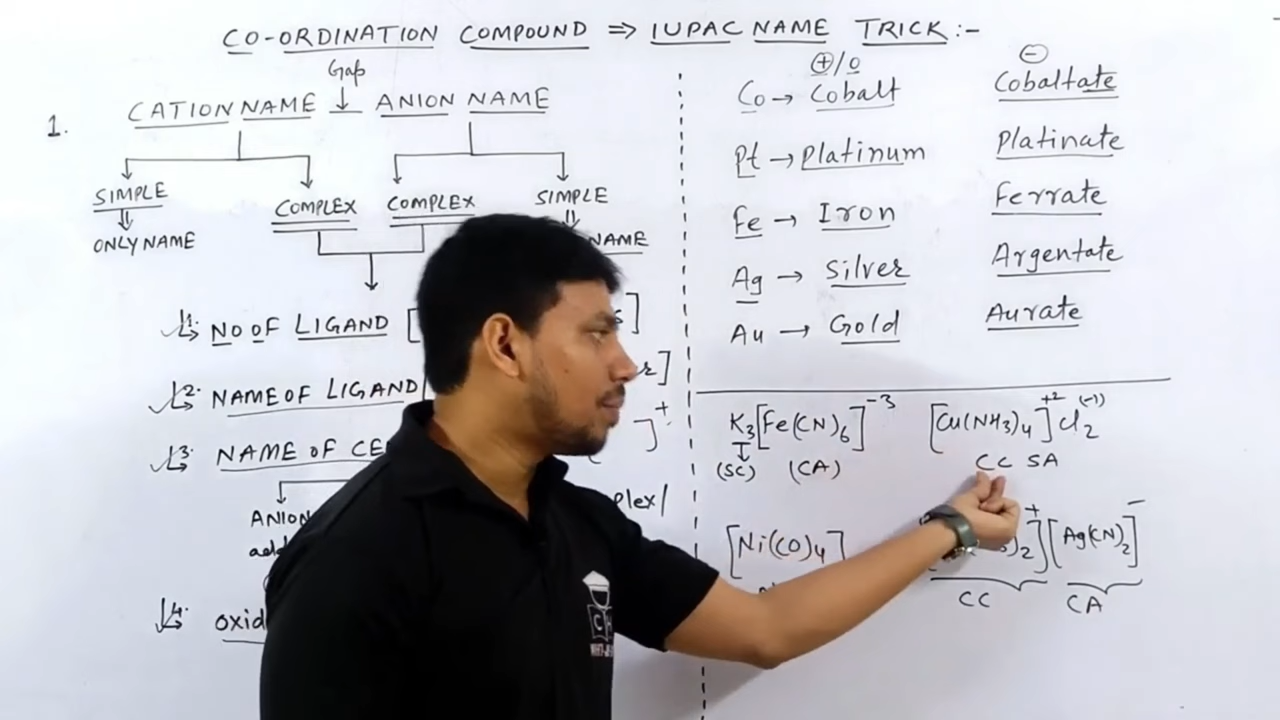 CO-ORDINATION COMPOUND ⇒ IUPAC NAME TRICK :-
Gap
1. CATION NAME ↓ ANION NAME
SIMPLE COMPLEX COMPLEX SIMPLE
ONLY NAME NAME
1. NO OF LIGAND [ ]
2. NAME OF LIGAND ]
3. NAME OF ]+
ANION
4.
⊕/0 ⊖
Co → Cobalt Cobaltate
Pt → Platinum Platinate
Fe → Iron Ferrate
Ag → Silver Argentate
Au → Gold Aurate
K3[Fe(CN)6]-3 [Cu(NH3)4]+2 Cl2(-1)
(SC) (CA) CC SA
[Ni(CO)4] )2]+ [Ag(CN)2]-
CC CA